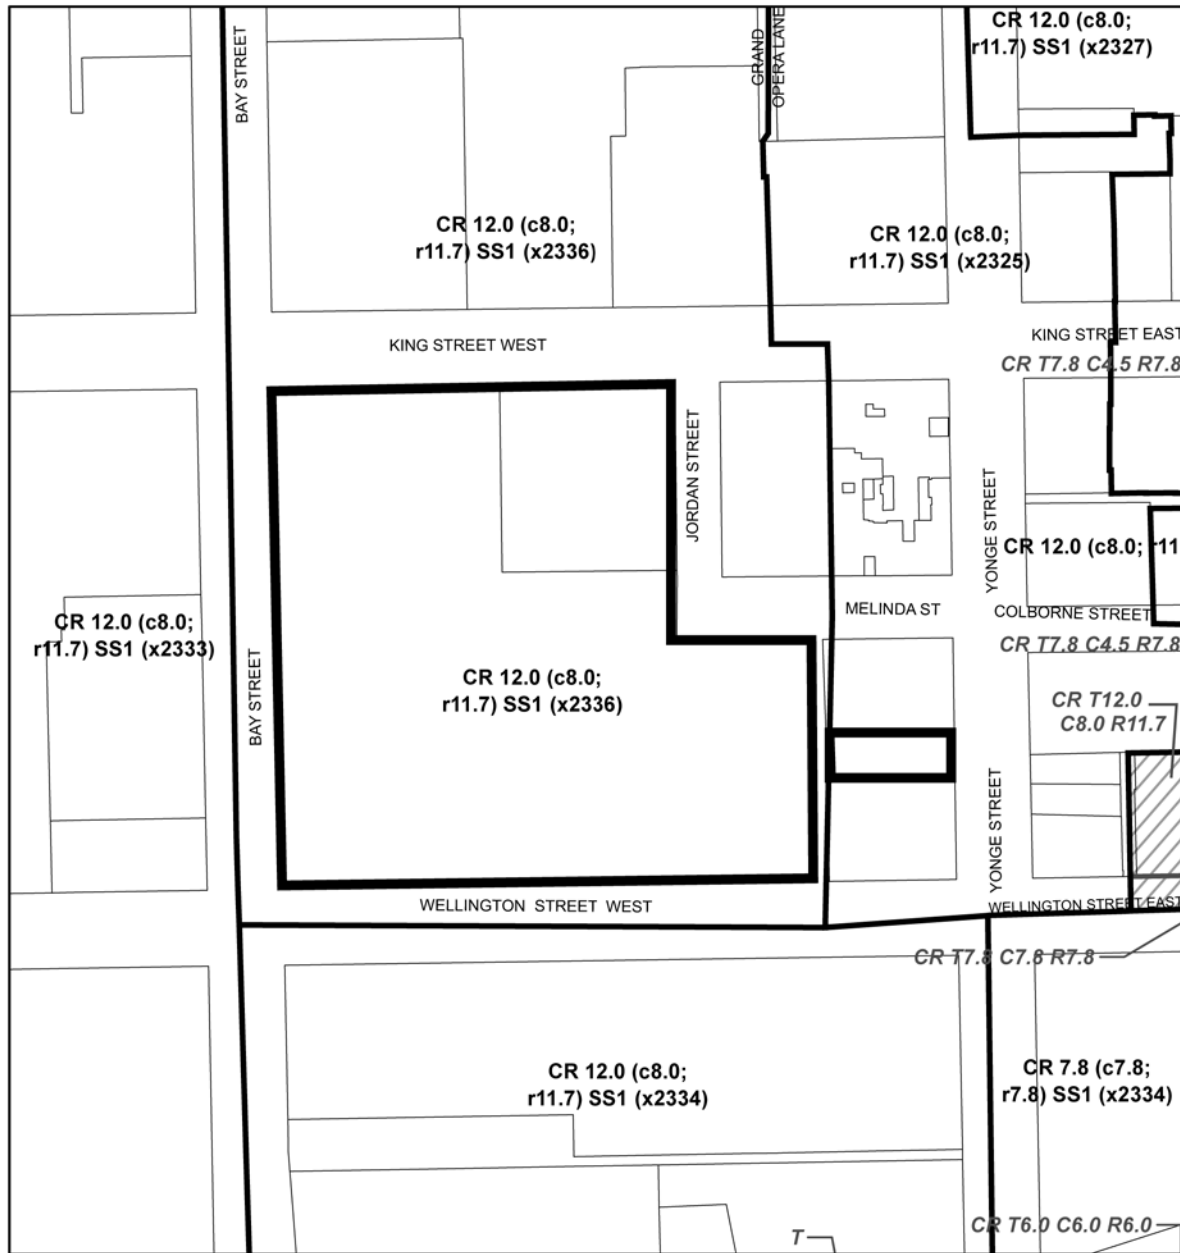 CR 12.0 (c8.0;
r11.7) SS1 (x2327)
BAY STREET
GRAND
OPERA LANE
CR 12.0 (c8.0;
r11.7) SS1 (x2336)
CR 12.0 (c8.0;
r11.7) SS1 (x2325)
KING STREET WEST
KING STREET EAST
CR T7.8 C4.5 R7.8
JORDAN STREET
YONGE STREET
CR 12.0 (c8.0; r11
MELINDA ST
COLBORNE STREET
CR T7.8 C4.5 R7.8
CR 12.0 (c8.0;
r11.7) SS1 (x2333)
BAY STREET
CR 12.0 (c8.0;
r11.7) SS1 (x2336)
CR T12.0
C8.0 R11.7
YONGE STREET
WELLINGTON STREET WEST
WELLINGTON STREET EAST
CR T7.8 C7.8 R7.8
CR 12.0 (c8.0;
r11.7) SS1 (x2334)
CR 7.8 (c7.8;
r7.8) SS1 (x2334)
CR T6.0 C6.0 R6.0
T